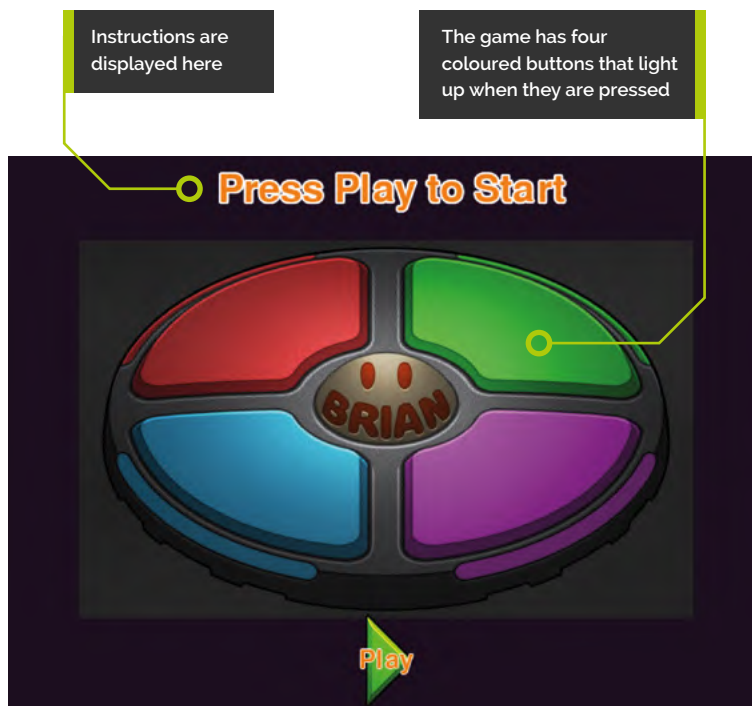 Instructions are
displayed here
The game has four
coloured buttons that light
up when they are pressed
Press Play to Start
BRIAN
Play